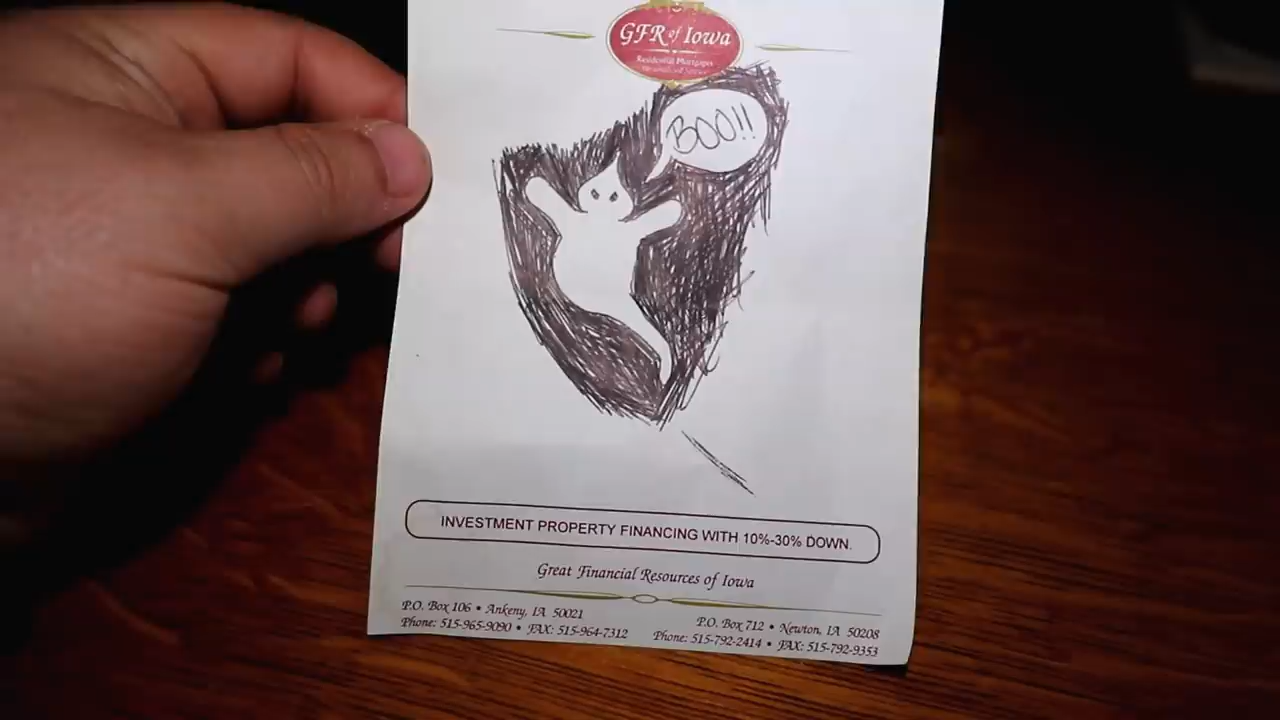 GFR of Iowa
Residential Mortgages
BOO!!
INVESTMENT PROPERTY FINANCING WITH 10%-30% DOWN.
Great Financial Resources of Iowa
P.O. Box 106 • Ankeny, IA 50021
Phone: 515-965-9090 • FAX: 515-964-7312
P.O. Box 712 • Newton, IA 50208
Phone: 515-792-2414 • FAX: 515-792-9353